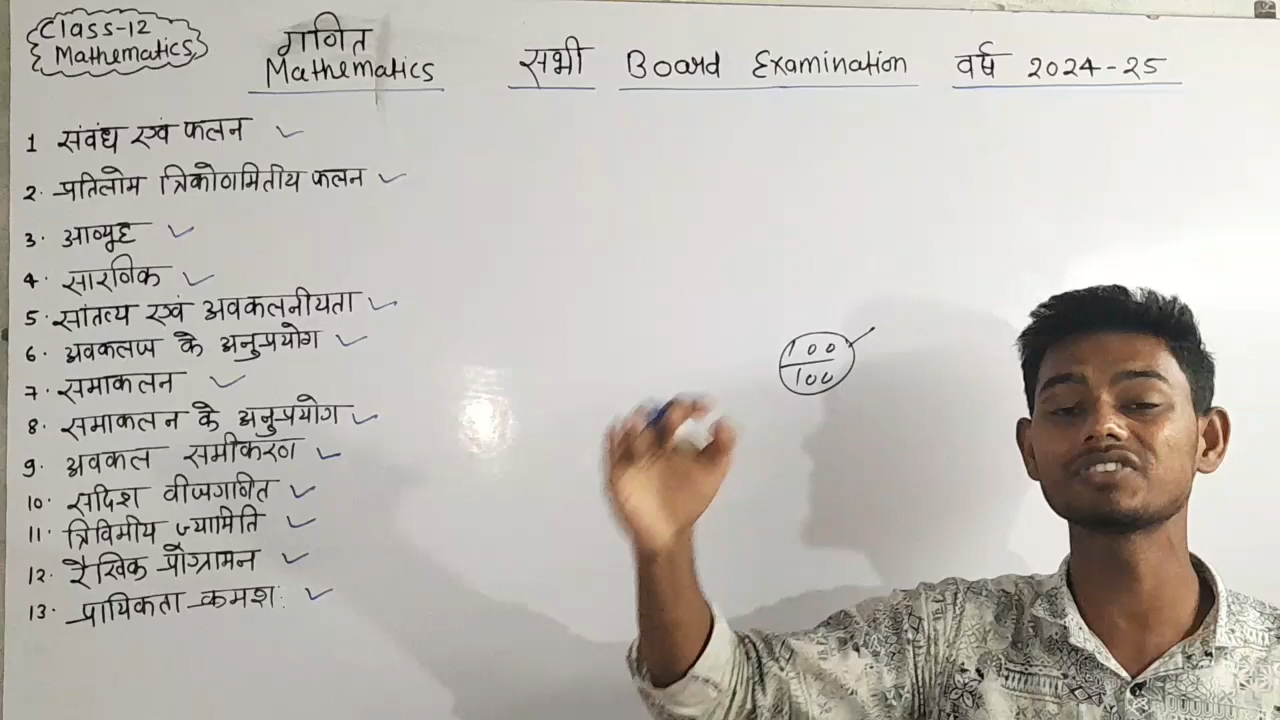 Class-12
Mathematics
गणित
Mathematics
सभी Board Examination वर्ष 2024-25
1 संवंध एवं फलन ✓
2. प्रतिलोम त्रिकोणमितीय फलन ✓
3. आव्यूह ✓
4. सारणिक ✓
5. सांतत्य एवं अवकलनीयता ✓
6. अवकलज के अनुप्रयोग ✓
7. समाकलन ✓
8. समाकलन के अनुप्रयोग ✓
9. अवकल समीकरण ✓
10. सदिश वीजगणित ✓
11. त्रिविमीय ज्यामिति ✓
12. रैखिक प्रोग्रामन ✓
13. प्रायिकता क्रमशः ✓
100
100